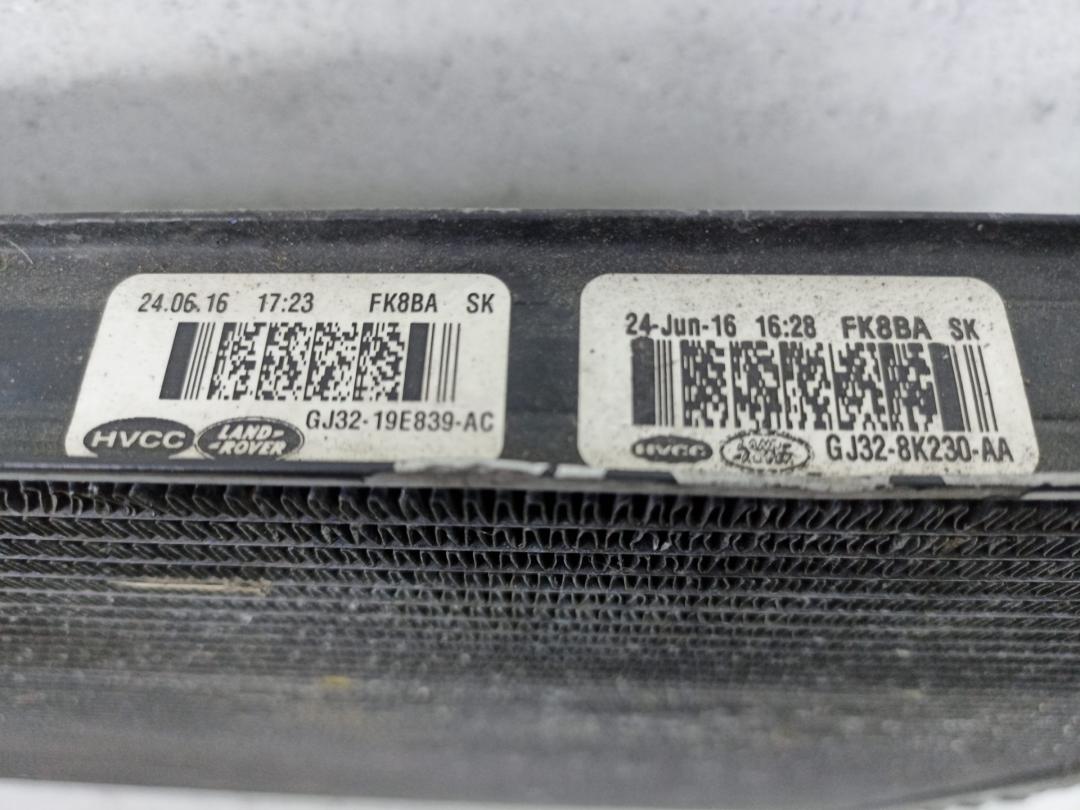 24.06.16 17:23 FK8BA SK
GJ32-19E839-AC
HVCC LAND-ROVER
24-Jun-16 16:28 FK8BA SK
HVCC GJ32-8K230-AA